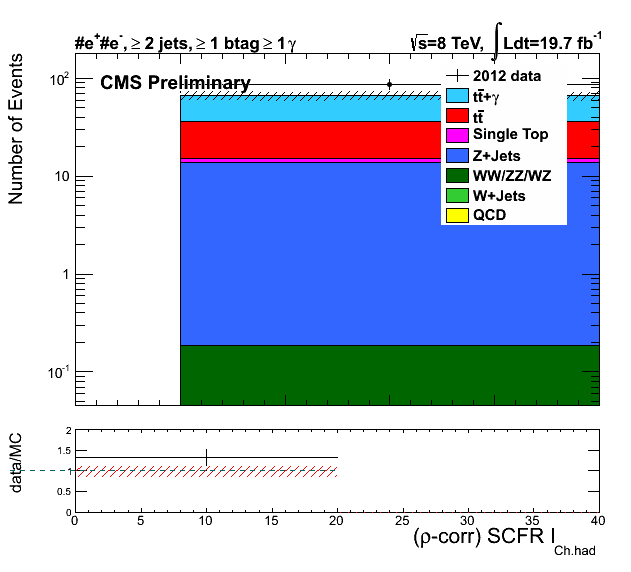 #e⁺#e⁻, ≥ 2 jets, ≥ 1 btag ≥ 1 γ
√s=8 TeV, ∫Ldt=19.7 fb⁻¹
CMS Preliminary
2012 data
tt̄+γ
tt̄
Single Top
Z+Jets
WW/ZZ/WZ
W+Jets
QCD
Number of Events
10²
10
1
10⁻¹
data/MC
2
1.5
1
0.5
0
0 5 10 15 20 25 30 35 40
(ρ-corr) SCFR I_Ch.had